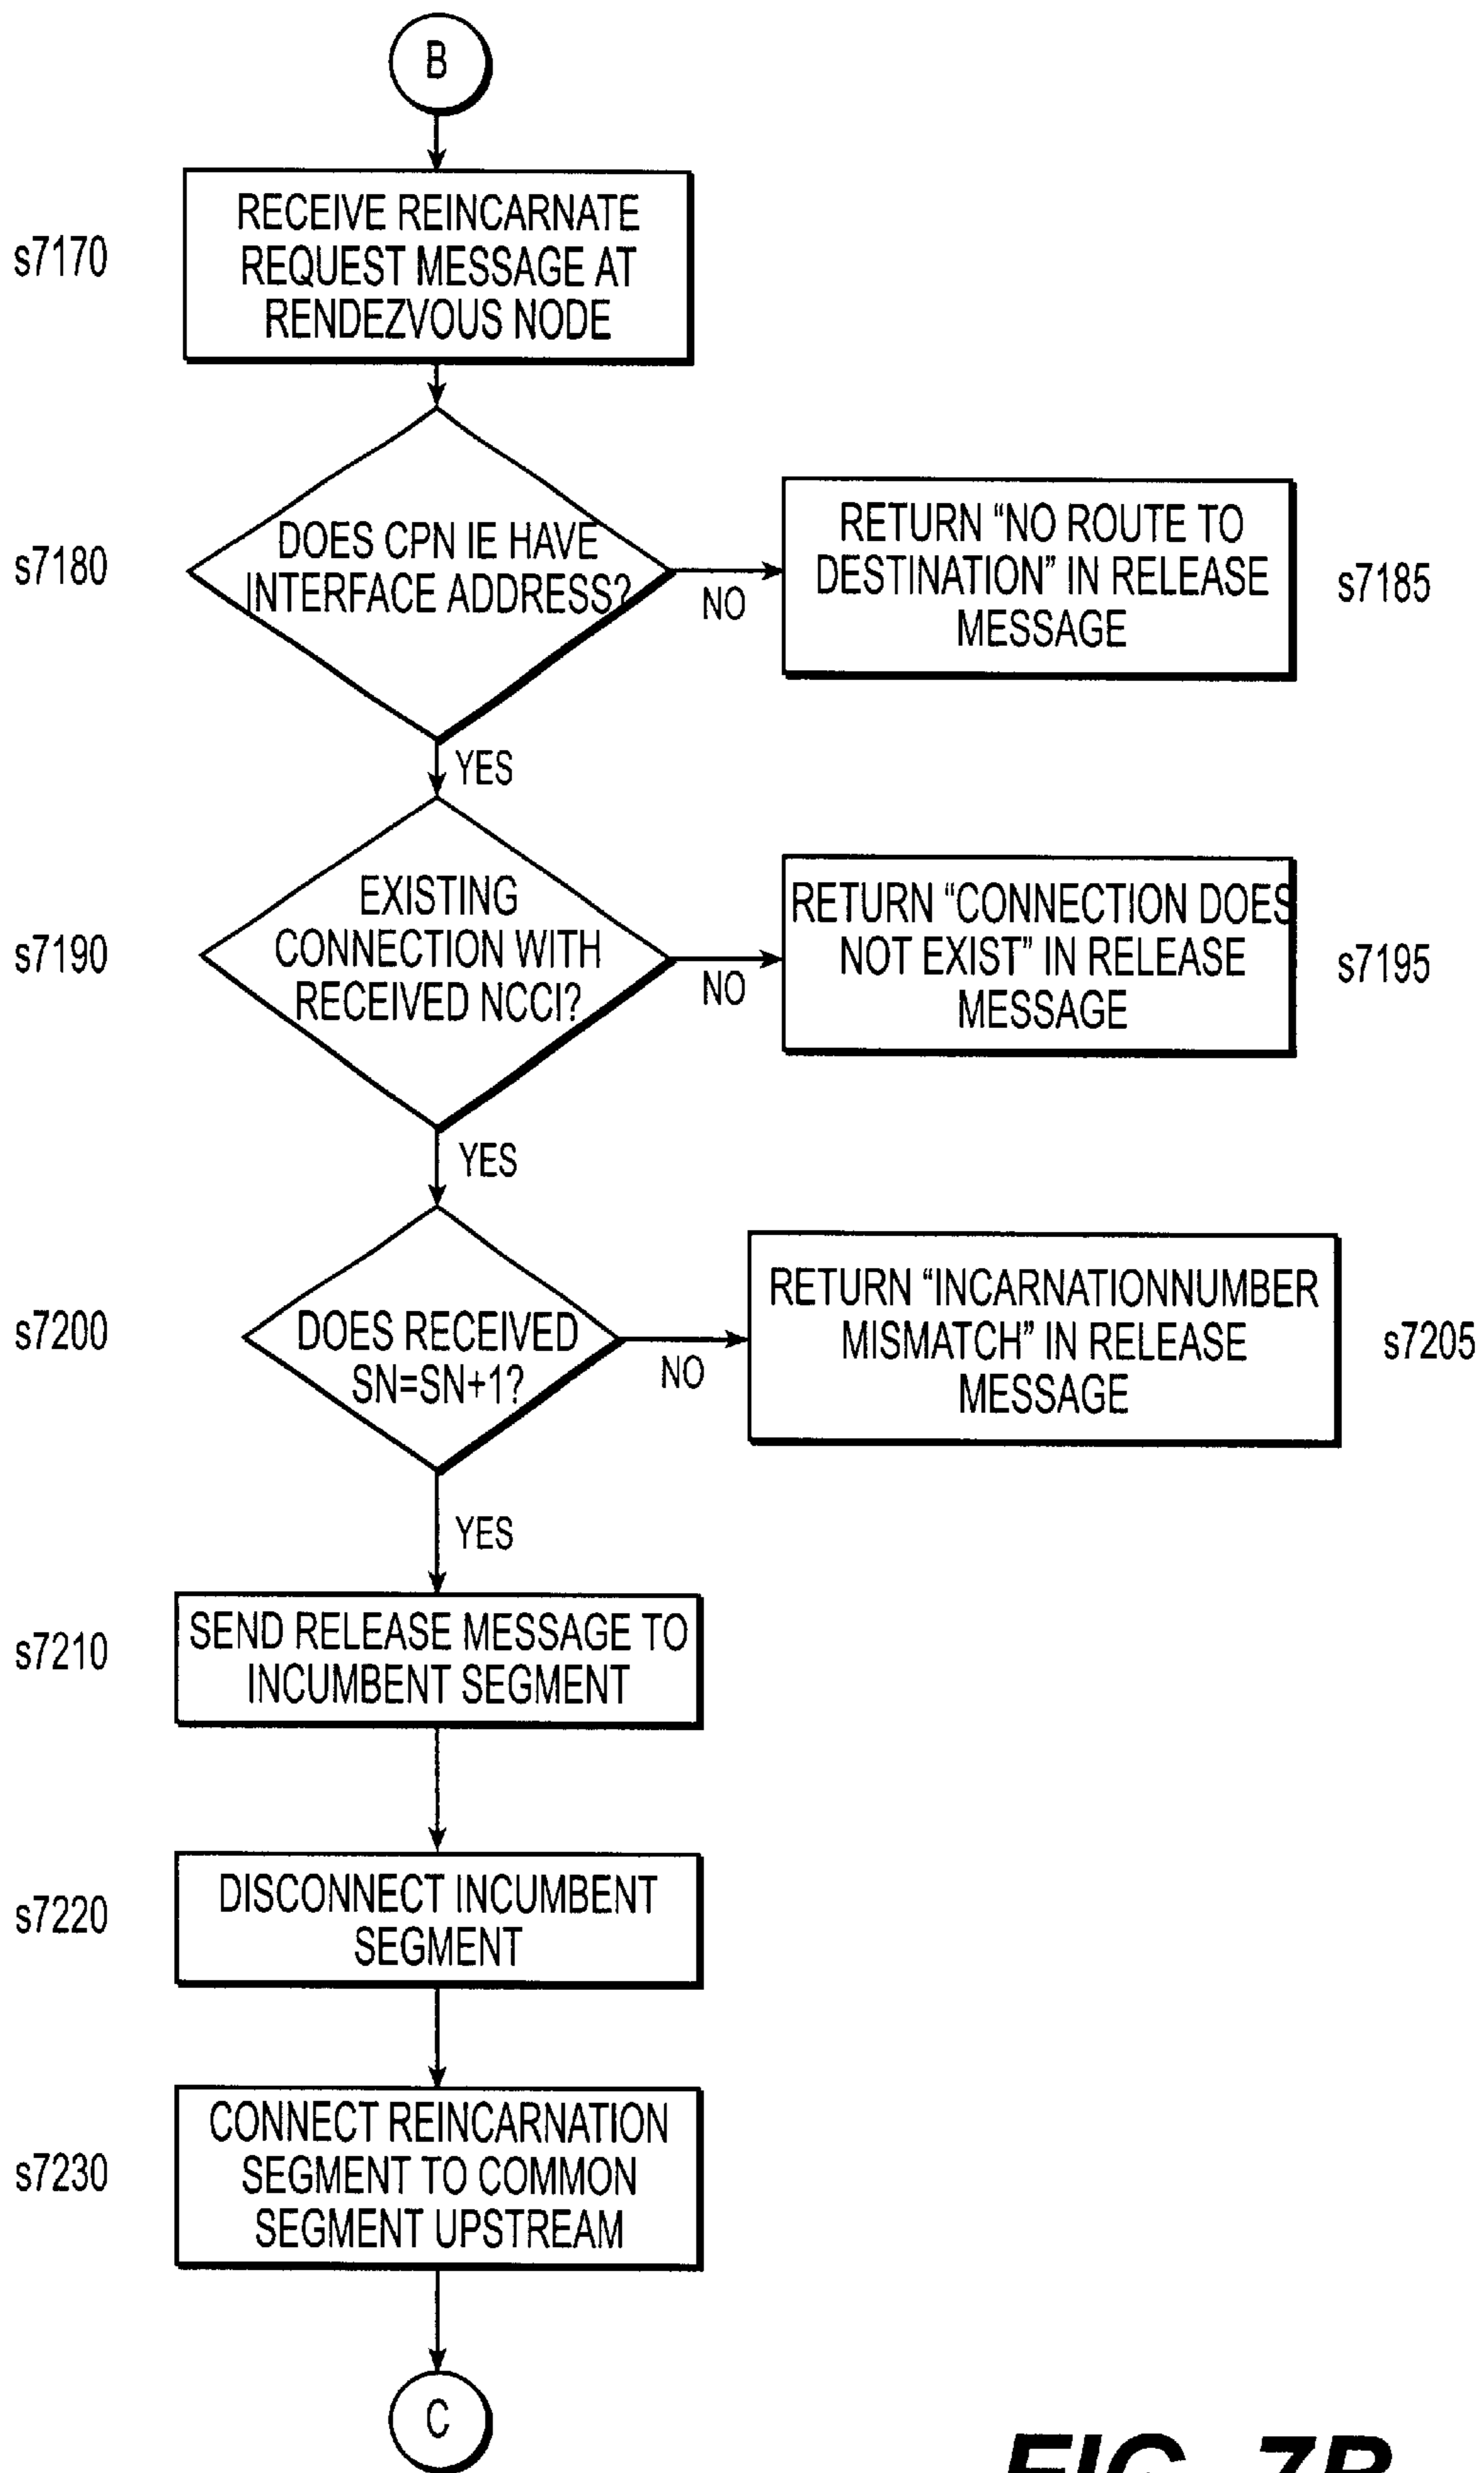 B
s7170
RECEIVE REINCARNATE
REQUEST MESSAGE AT
RENDEZVOUS NODE
s7180
DOES CPN IE HAVE
INTERFACE ADDRESS?
NO
RETURN “NO ROUTE TO
DESTINATION” IN RELEASE
MESSAGE
s7185
YES
s7190
EXISTING
CONNECTION WITH
RECEIVED NCCI?
NO
RETURN “CONNECTION DOES
NOT EXIST” IN RELEASE
MESSAGE
s7195
YES
s7200
DOES RECEIVED
SN=SN+1?
NO
RETURN “INCARNATIONNUMBER
MISMATCH” IN RELEASE
MESSAGE
s7205
YES
s7210
SEND RELEASE MESSAGE TO
INCUMBENT SEGMENT
s7220
DISCONNECT INCUMBENT
SEGMENT
s7230
CONNECT REINCARNATION
SEGMENT TO COMMON
SEGMENT UPSTREAM
C
FIG. 7B